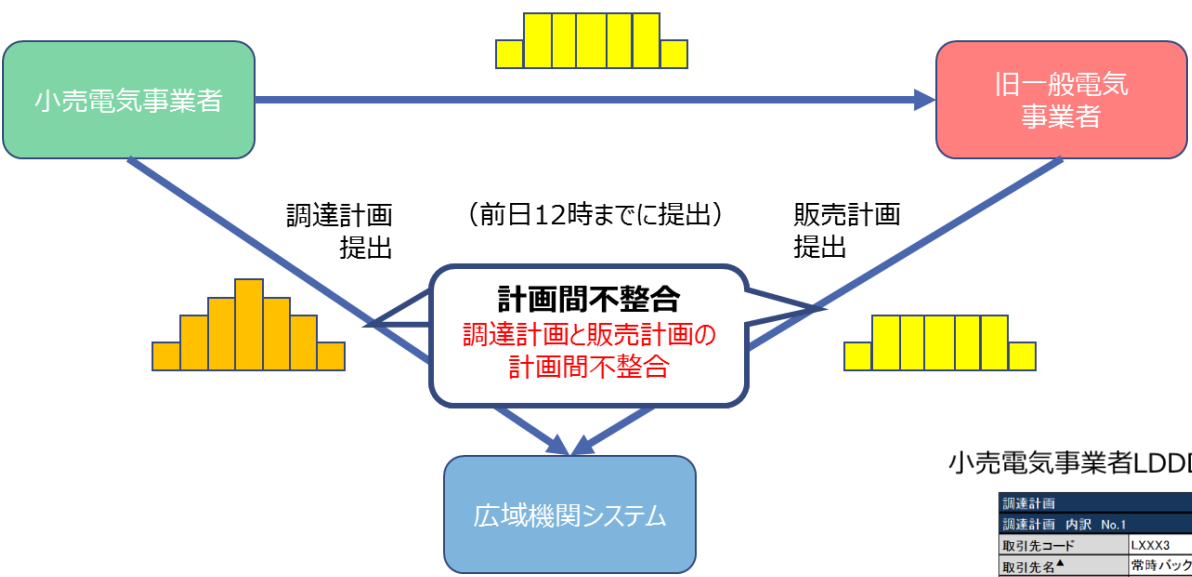 小売電気事業者
旧一般電気
事業者
調達計画
提出
（前日12時までに提出）
販売計画
提出
計画間不整合
調達計画と販売計画の
計画間不整合
広域機関システム
小売電気事業者LDDD
調達計画
調達計画 内訳 No.1
取引先コード
LXXX3
取引先名▲
常時バック